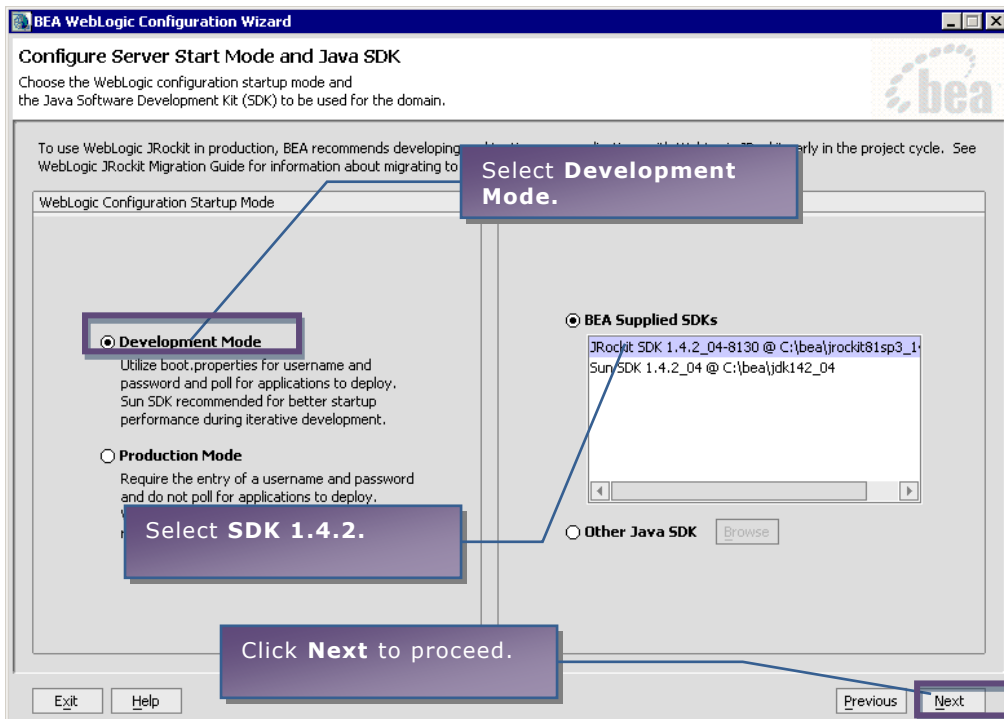 BEA WebLogic Configuration Wizard
Configure Server Start Mode and Java SDK
Choose the WebLogic configuration startup mode and
the Java Software Development Kit (SDK) to be used for the domain.
bea
To use WebLogic JRockit in production, BEA recommends developing early in the project cycle. See
WebLogic JRockit Migration Guide for information about migrating to
Select Development
Mode.
WebLogic Configuration Startup Mode
Development Mode
Utilize boot.properties for username and
password and poll for applications to deploy.
Sun SDK recommended for better startup
performance during iterative development.
Production Mode
Require the entry of a username and password
and do not poll for applications to deploy.
Select SDK 1.4.2.
BEA Supplied SDKs
JRockit SDK 1.4.2_04-8130 @ C:\bea\jrockit81sp3_1
Sun SDK 1.4.2_04 @ C:\bea\jdk142_04
Other Java SDK Browse
Click Next to proceed.
Exit Help Previous Next